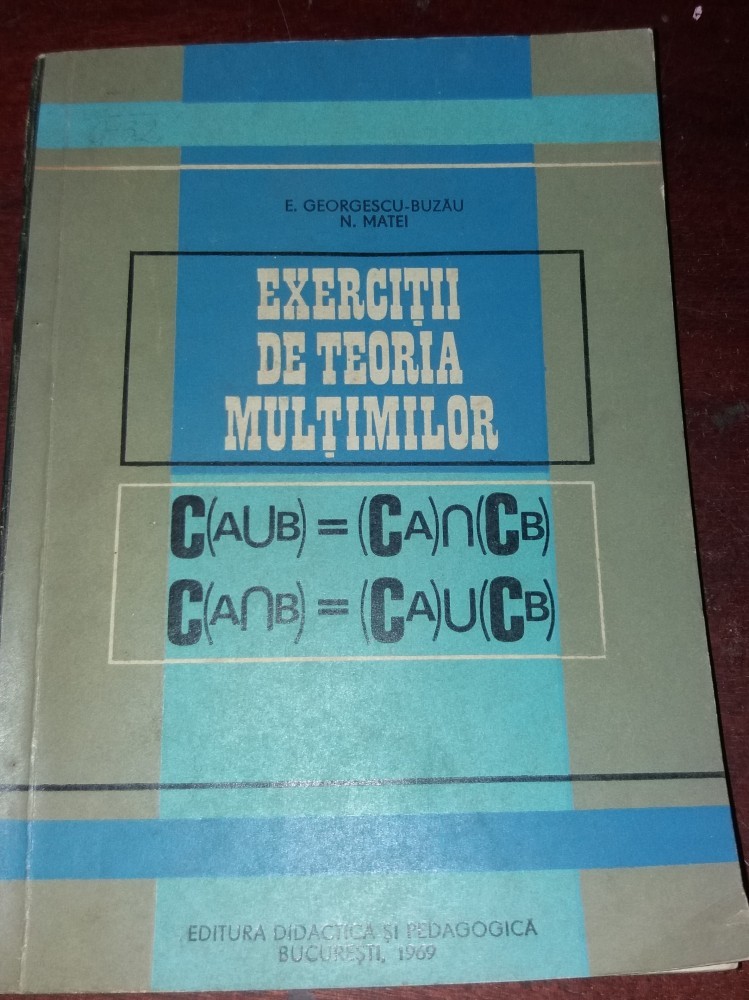 E. GEORGESCU-BUZĂU
N. MATEI
EXERCIȚII
DE TEORIA
MULȚIMILOR
C(A∪B) = (CA)∩(CB)
C(A∩B) = (CA)∪(CB)
EDITURA DIDACTICĂ ȘI PEDAGOGICĂ
BUCUREȘTI, 1969